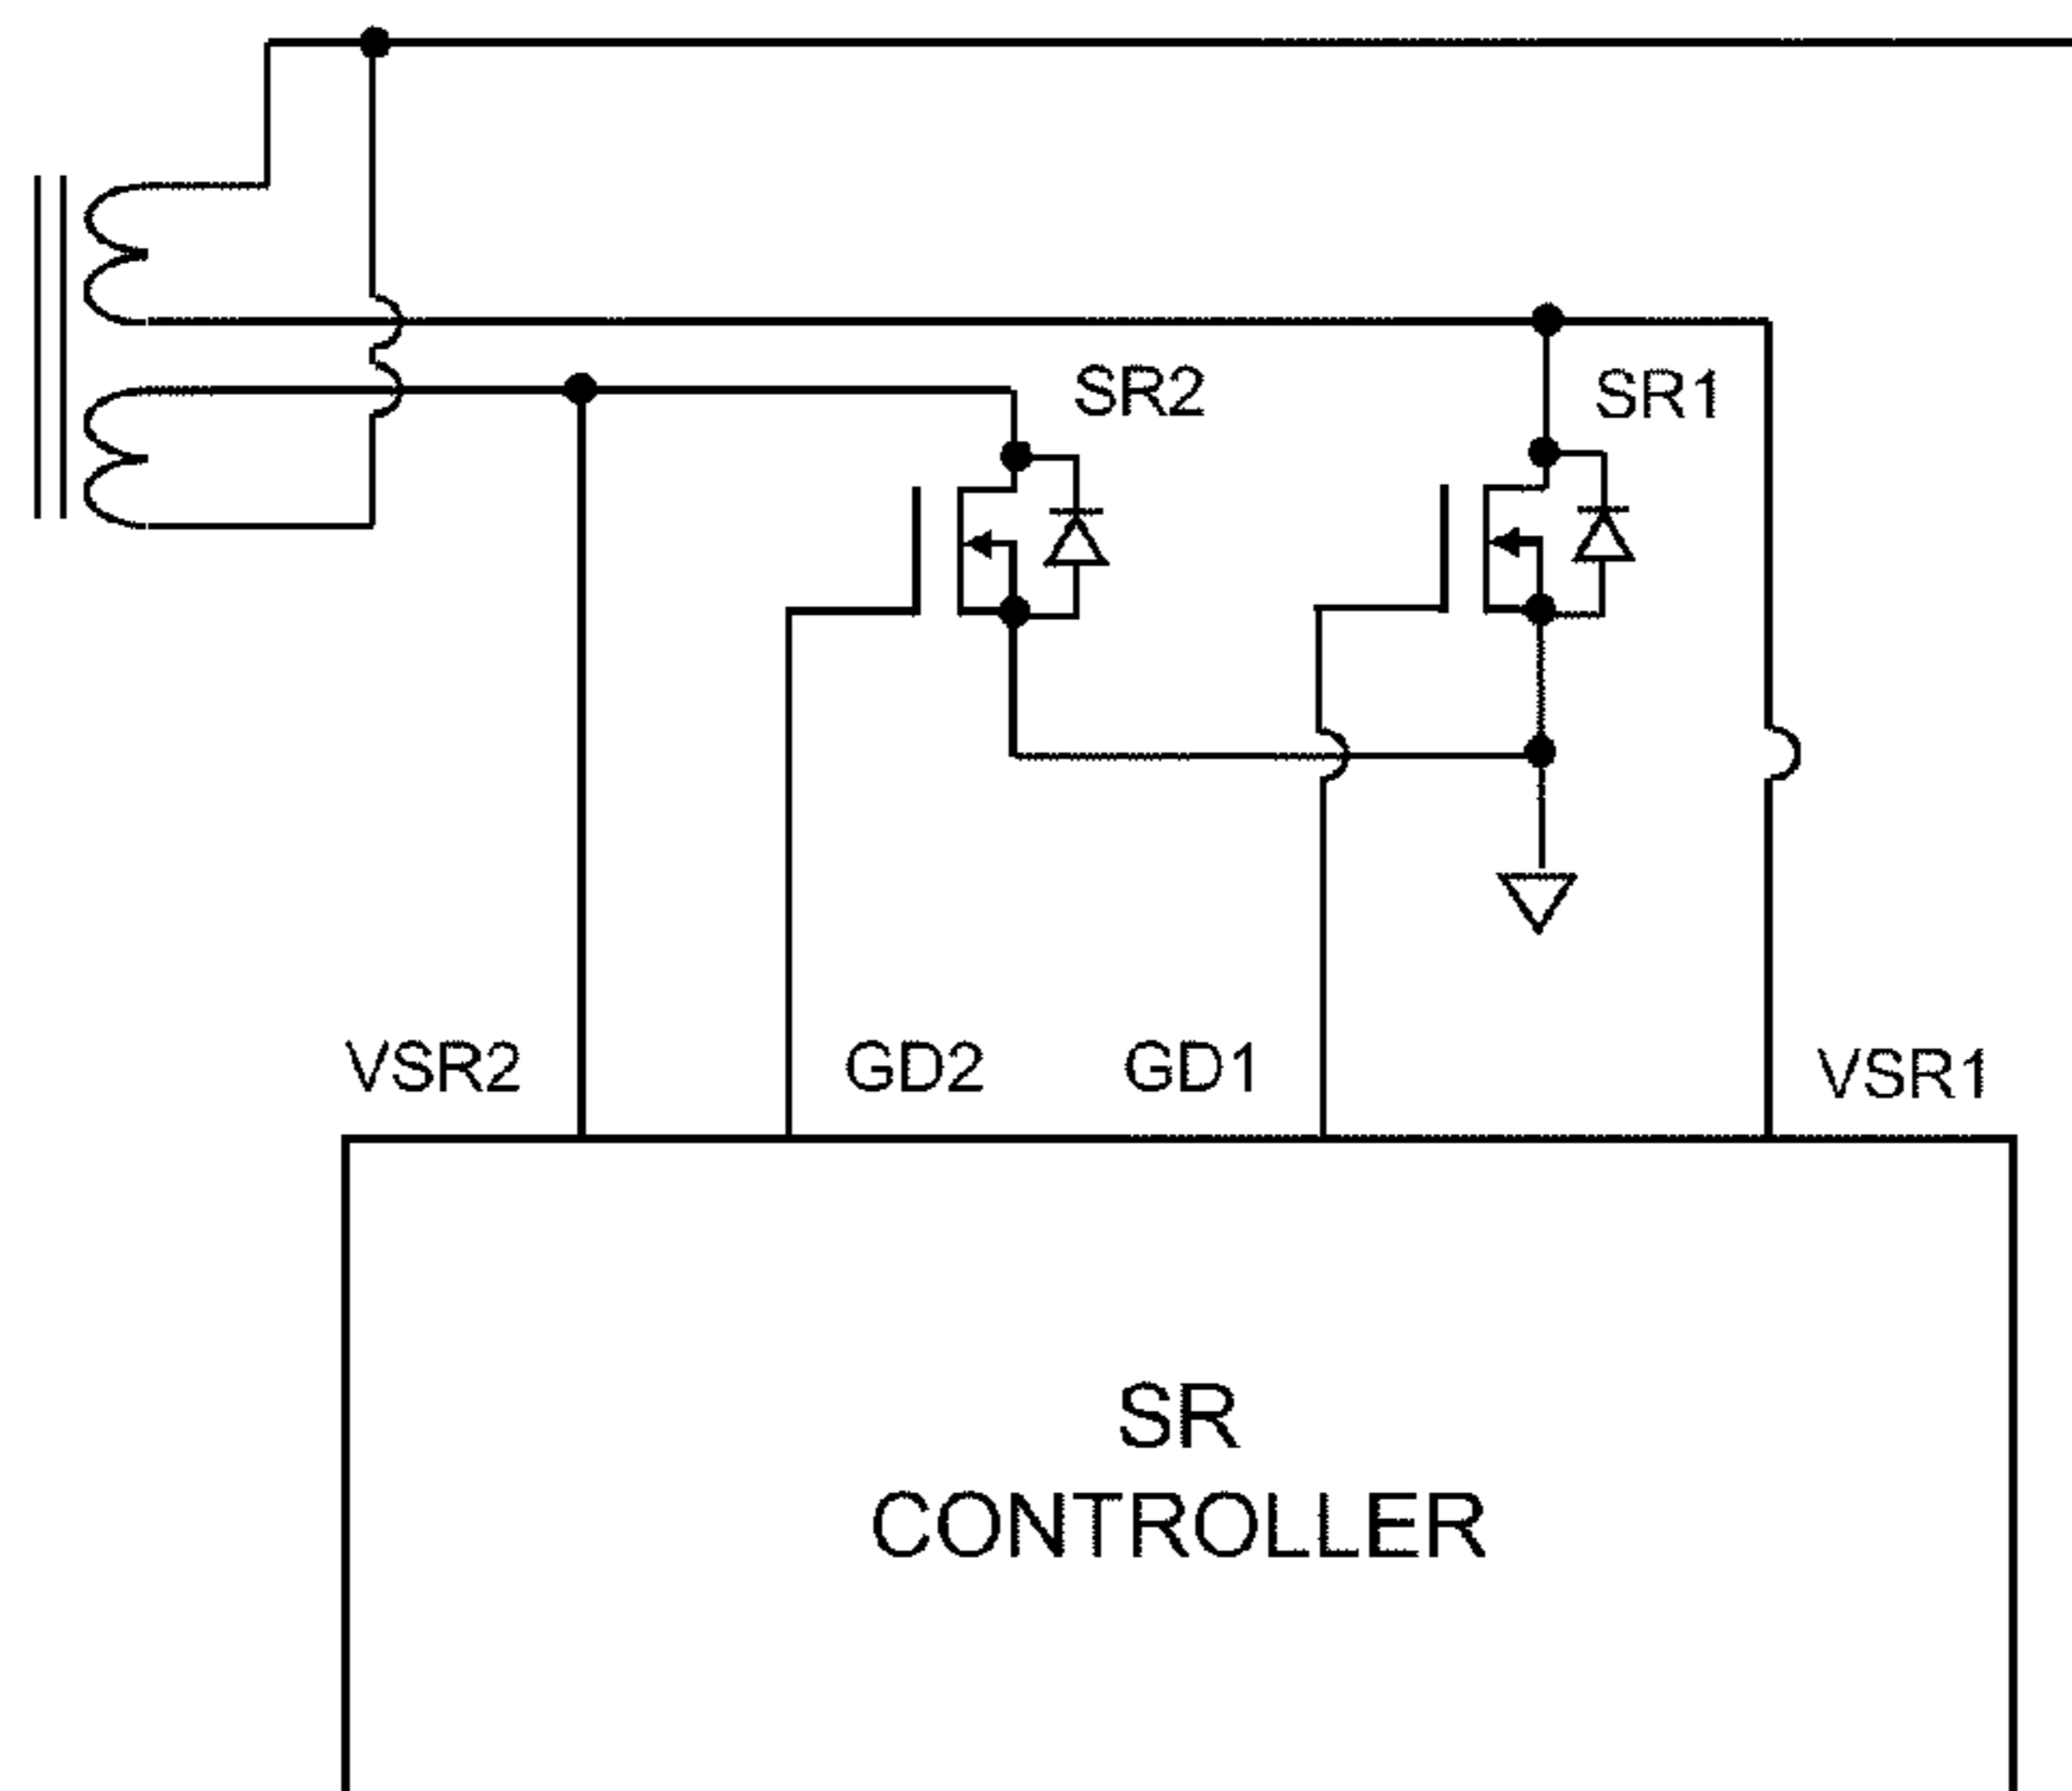 SR2
SR1
VSR2
GD2
GD1
VSR1
SR
CONTROLLER